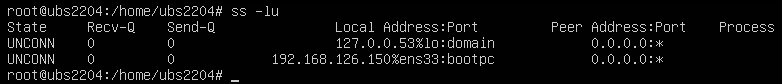 root@ubs2204:/home/ubs2204# ss -lu
State Recv-Q Send-Q Local Address:Port Peer Address:Port Process
UNCONN 0 0 127.0.0.53%lo:domain 0.0.0.0:*
UNCONN 0 0 192.168.126.150%ens33:bootpc 0.0.0.0:*
root@ubs2204:/home/ubs2204# _